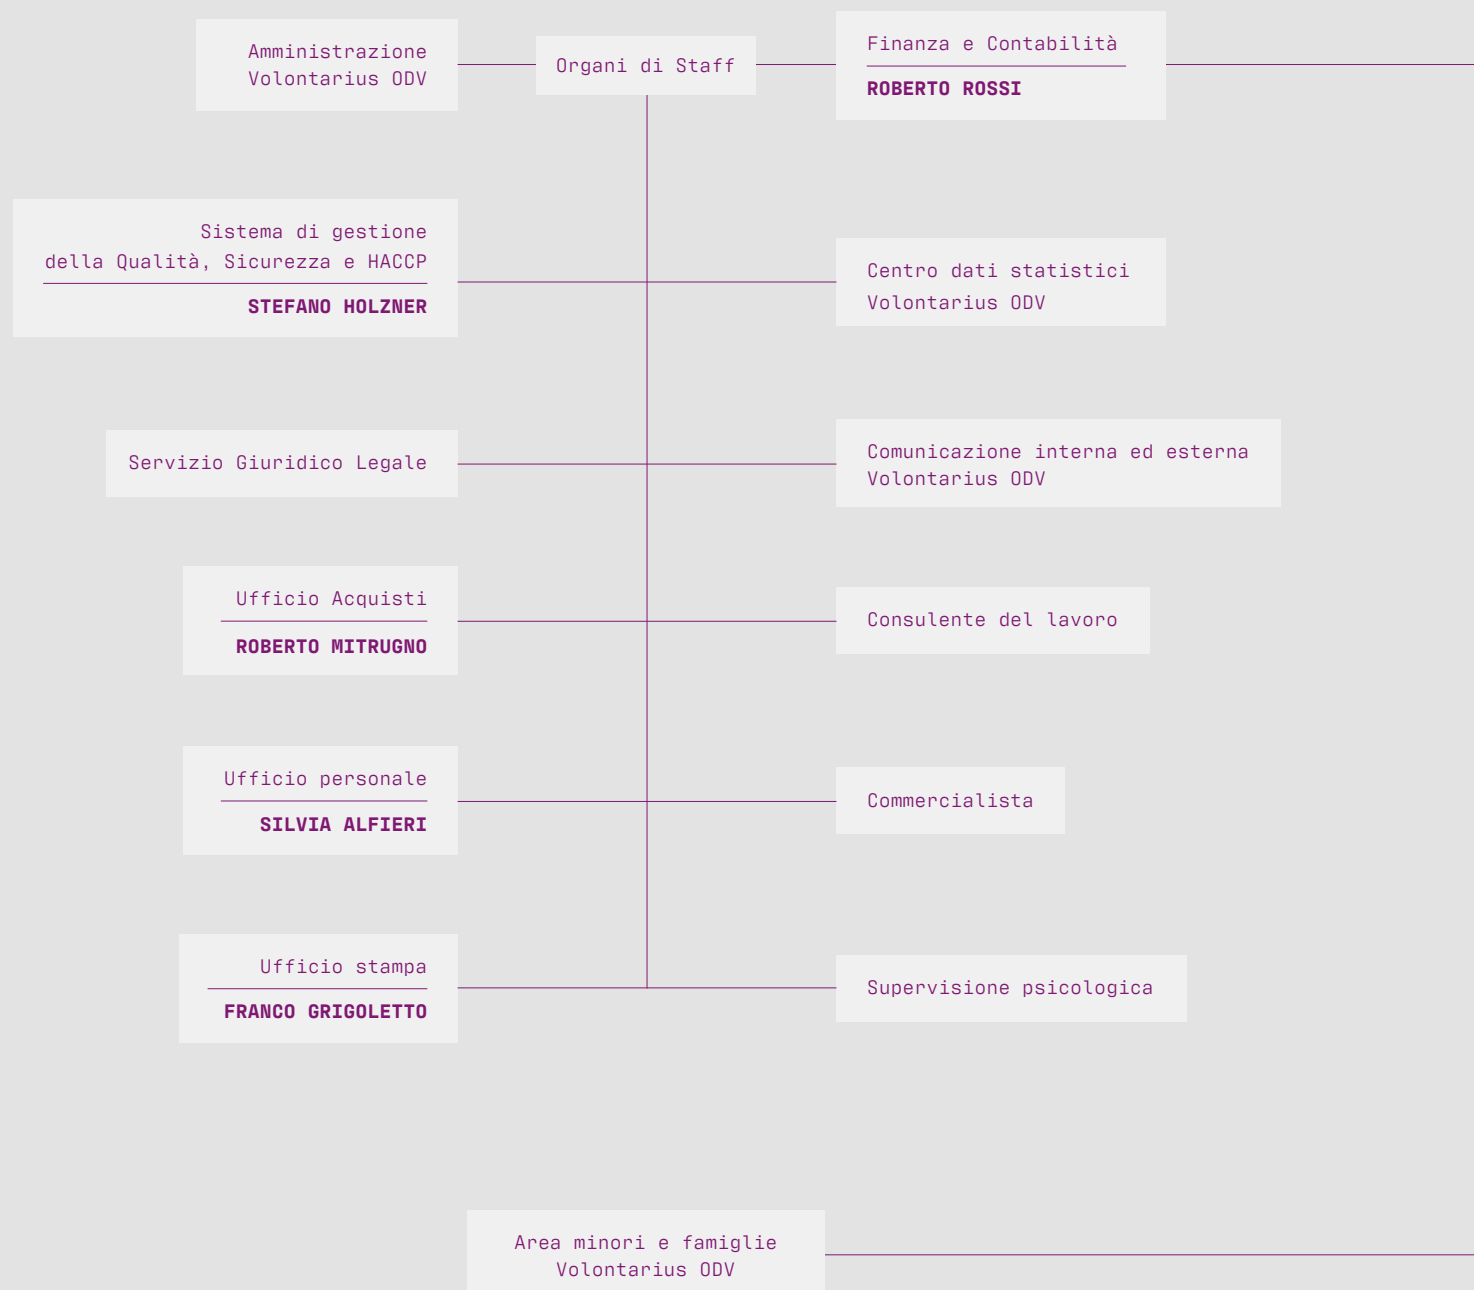 Amministrazione
Volontarius ODV
Organi di Staff
Finanza e Contabilità
ROBERTO ROSSI
Sistema di gestione
della Qualità, Sicurezza e HACCP
STEFANO HOLZNER
Centro dati statistici
Volontarius ODV
Servizio Giuridico Legale
Comunicazione interna ed esterna
Volontarius ODV
Ufficio Acquisti
ROBERTO MITRUGNO
Consulente del lavoro
Ufficio personale
SILVIA ALFIERI
Commercialista
Ufficio stampa
FRANCO GRIGOLETTO
Supervisione psicologica
Area minori e famiglie
Volontarius ODV